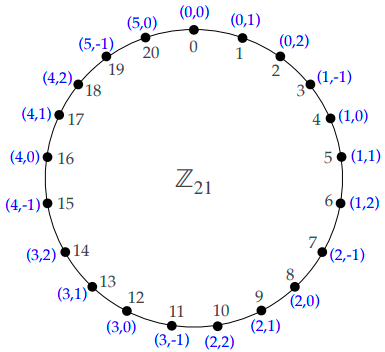 (0,0)
(5,0) (0,1)
(5,-1) 20 0 1 (0,2)
19 2
(4,2) 18 3 (1,-1)
(4,1) 17 4 (1,0)
(4,0) 16 5 (1,1)
ℤ₂₁
(4,-1) 15 6 (1,2)
(3,2) 14 7 (2,-1)
(3,1) 13 8 (2,0)
12 11 10 9
(3,0) (3,-1) (2,2) (2,1)